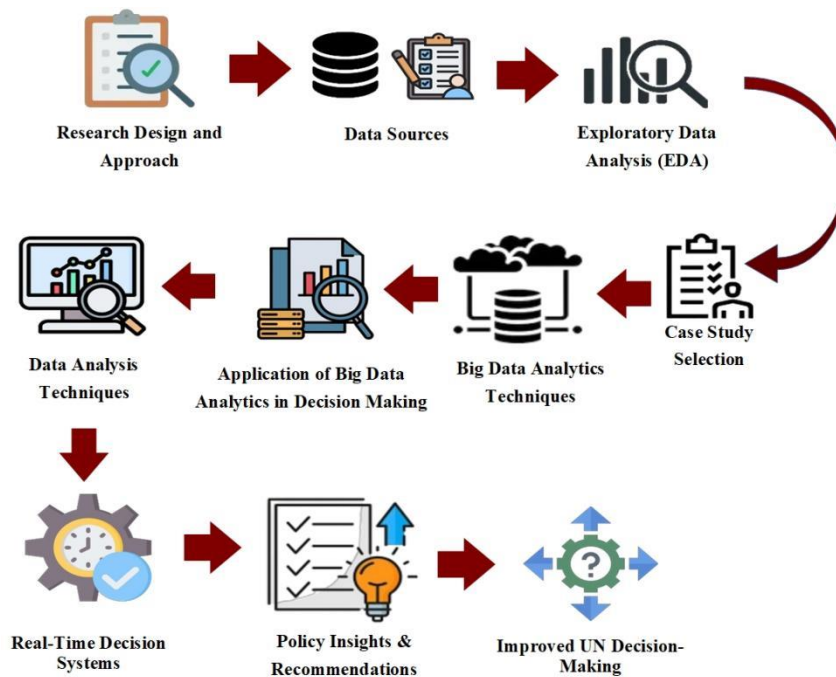 Research Design and
Approach
Data Sources
Exploratory Data
Analysis (EDA)
Case Study
Selection
Big Data Analytics
Techniques
Application of Big Data
Analytics in Decision Making
Data Analysis
Techniques
Real-Time Decision
Systems
Policy Insights &
Recommendations
Improved UN Decision-
Making
?